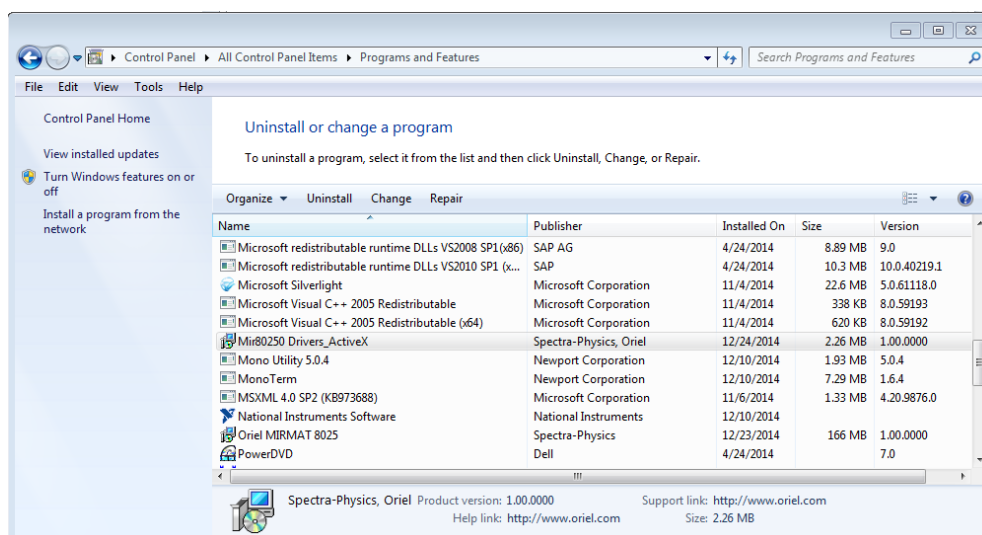 Control Panel ▸ All Control Panel Items ▸ Programs and Features
Search Programs and Features
File Edit View Tools Help
Control Panel Home
View installed updates
Turn Windows features on or
off
Install a program from the
network
Uninstall or change a program
To uninstall a program, select it from the list and then click Uninstall, Change, or Repair.
Organize Uninstall Change Repair
Name Publisher Installed On Size Version
Microsoft redistributable runtime DLLs VS2008 SP1(x86) SAP AG 4/24/2014 8.89 MB 9.0
Microsoft redistributable runtime DLLs VS2010 SP1 (x... SAP 4/24/2014 10.3 MB 10.0.40219.1
Microsoft Silverlight Microsoft Corporation 11/4/2014 22.6 MB 5.0.61118.0
Microsoft Visual C++ 2005 Redistributable Microsoft Corporation 11/4/2014 338 KB 8.0.59193
Microsoft Visual C++ 2005 Redistributable (x64) Microsoft Corporation 11/4/2014 620 KB 8.0.59192
Mir80250 Drivers_ActiveX Spectra-Physics, Oriel 12/24/2014 2.26 MB 1.00.0000
Mono Utility 5.0.4 Newport Corporation 12/10/2014 1.93 MB 5.0.4
MonoTerm Newport Corporation 12/10/2014 7.29 MB 1.6.4
MSXML 4.0 SP2 (KB973688) Microsoft Corporation 11/6/2014 1.33 MB 4.20.9876.0
National Instruments Software National Instruments 12/10/2014
Oriel MIRMAT 8025 Spectra-Physics 12/23/2014 166 MB 1.00.0000
PowerDVD Dell 4/24/2014 7.0
Spectra-Physics, Oriel Product version: 1.00.0000 Support link: http://www.oriel.com
Help link: http://www.oriel.com Size: 2.26 MB